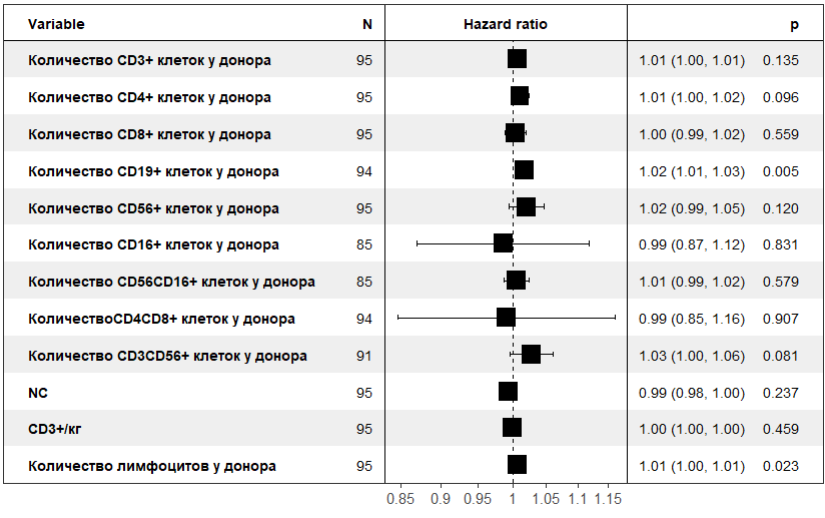 Variable N Hazard ratio p
Количество CD3+ клеток у донора 95 1.01 (1.00, 1.01) 0.135
Количество CD4+ клеток у донора 95 1.01 (1.00, 1.02) 0.096
Количество CD8+ клеток у донора 95 1.00 (0.99, 1.02) 0.559
Количество CD19+ клеток у донора 94 1.02 (1.01, 1.03) 0.005
Количество CD56+ клеток у донора 95 1.02 (0.99, 1.05) 0.120
Количество CD16+ клеток у донора 85 0.99 (0.87, 1.12) 0.831
Количество CD56CD16+ клеток у донора 85 1.01 (0.99, 1.02) 0.579
КоличествоCD4CD8+ клеток у донора 94 0.99 (0.85, 1.16) 0.907
Количество CD3CD56+ клеток у донора 91 1.03 (1.00, 1.06) 0.081
NC 95 0.99 (0.98, 1.00) 0.237
CD3+/кг 95 1.00 (1.00, 1.00) 0.459
Количество лимфоцитов у донора 95 1.01 (1.00, 1.01) 0.023
0.85 0.9 0.95 1 1.05 1.1 1.15